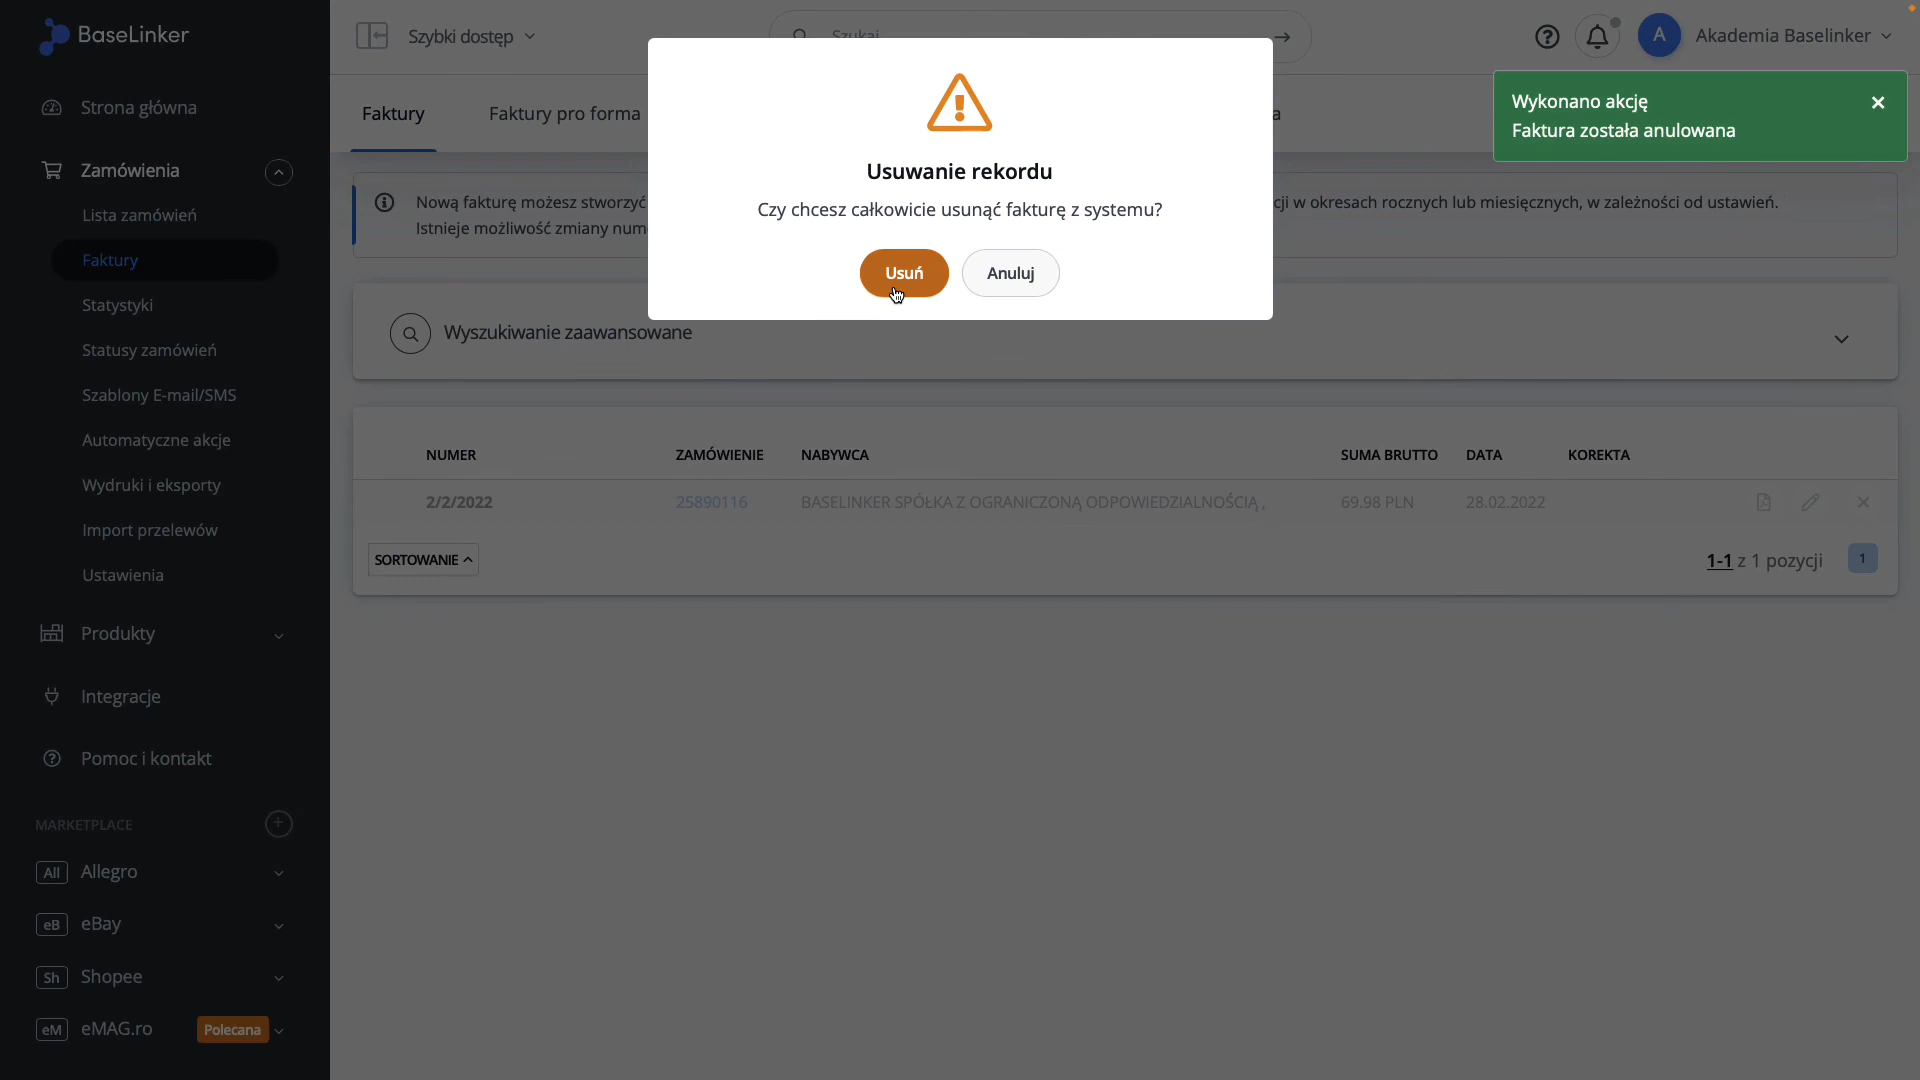 BaseLinker
Szybki dostęp
Szukaj
A
Akademia Baselinker
Strona główna
Zamówienia
Lista zamówień
Faktury
Statystyki
Statusy zamówień
Szablony E-mail/SMS
Automatyczne akcje
Wydruki i eksporty
Import przelewów
Ustawienia
Produkty
Integracje
Pomoc i kontakt
MARKETPLACE
All Allegro
eB eBay
Sh Shopee
eM eMAG.ro Polecana
Faktury
Faktury pro forma
a
Wykonano akcję
Faktura została anulowana
Usuwanie rekordu
Czy chcesz całkowicie usunąć fakturę z systemu?
Usuń
Anuluj
Nową fakturę możesz stworzyć
cji w okresach rocznych lub miesięcznych, w zależności od ustawień.
Istnieje możliwość zmiany num
Wyszukiwanie zaawansowane
NUMER ZAMÓWIENIE NABYWCA SUMA BRUTTO DATA KOREKTA
2/2/2022 25890116 BASELINKER SPÓŁKA Z OGRANICZONĄ ODPOWIEDZIALNOŚCIĄ , 69.98 PLN 28.02.2022
SORTOWANIE
1-1 z 1 pozycji 1